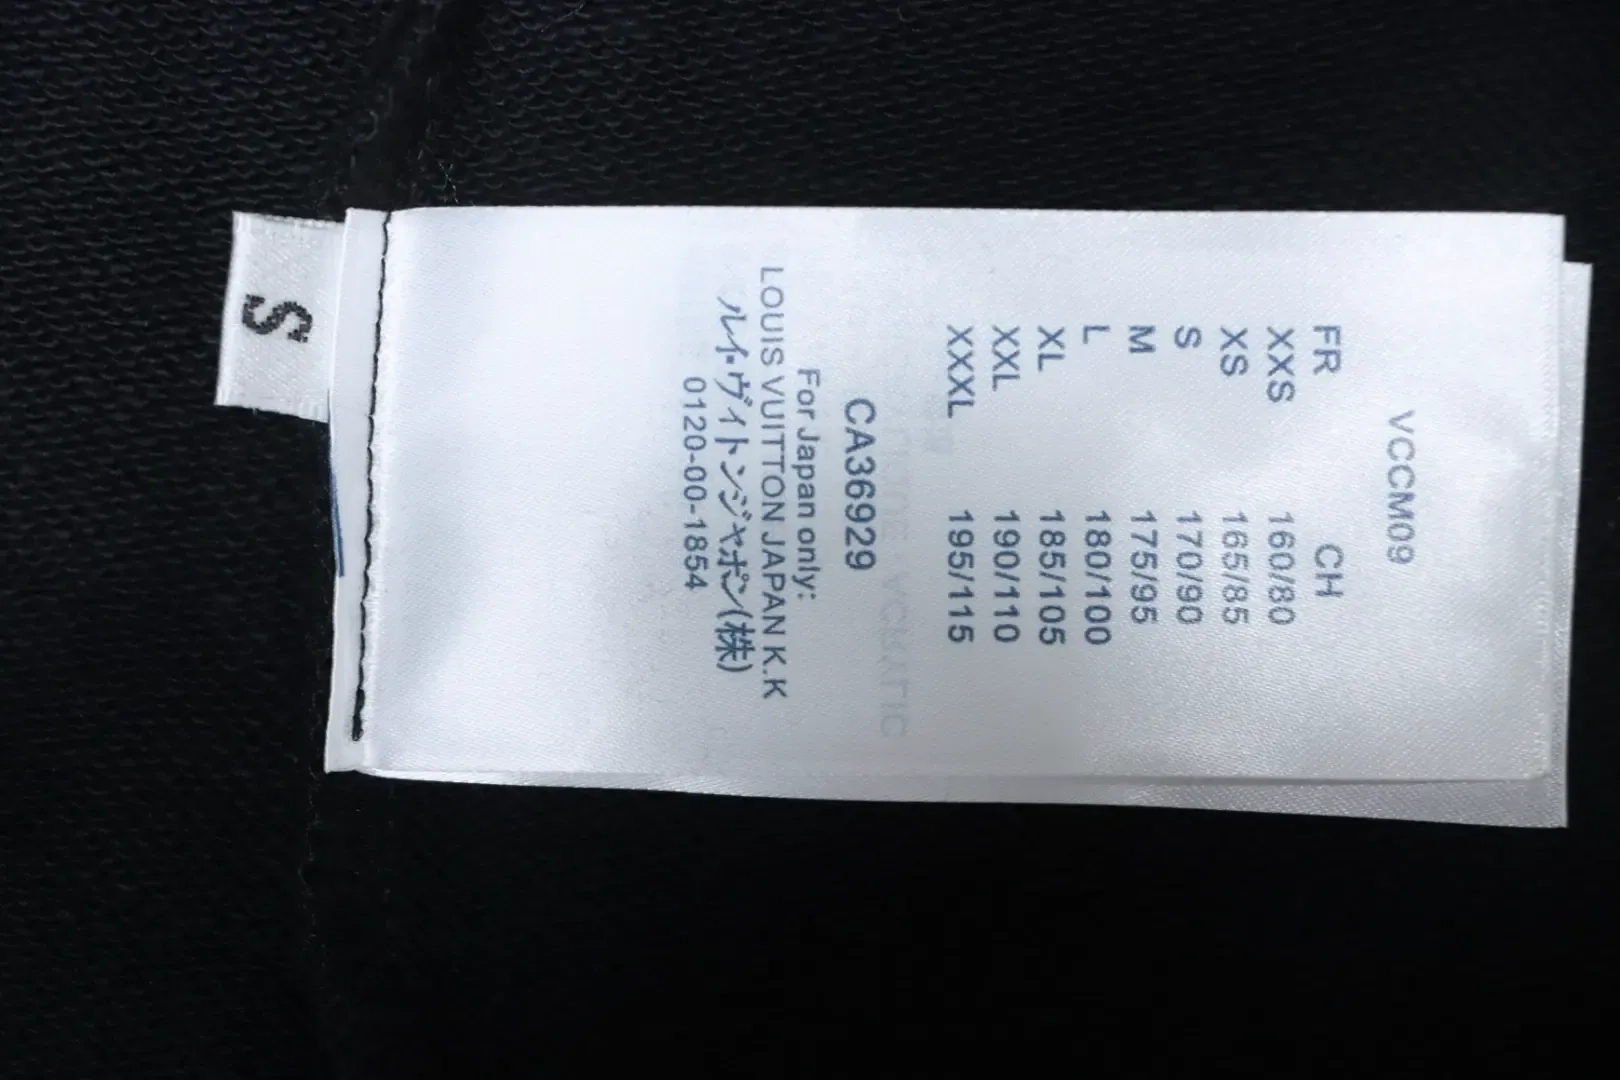 S
VCCM09
FR CH
XXS 160/80
XS 165/85
S 170/90
M 175/95
L 180/100
XL 185/105
XXL 190/110
XXXL 195/115
CA36929
For Japan only:
LOUIS VUITTON JAPAN K.K
ルイ・ヴィトンジャポン(株)
0120-00-1854